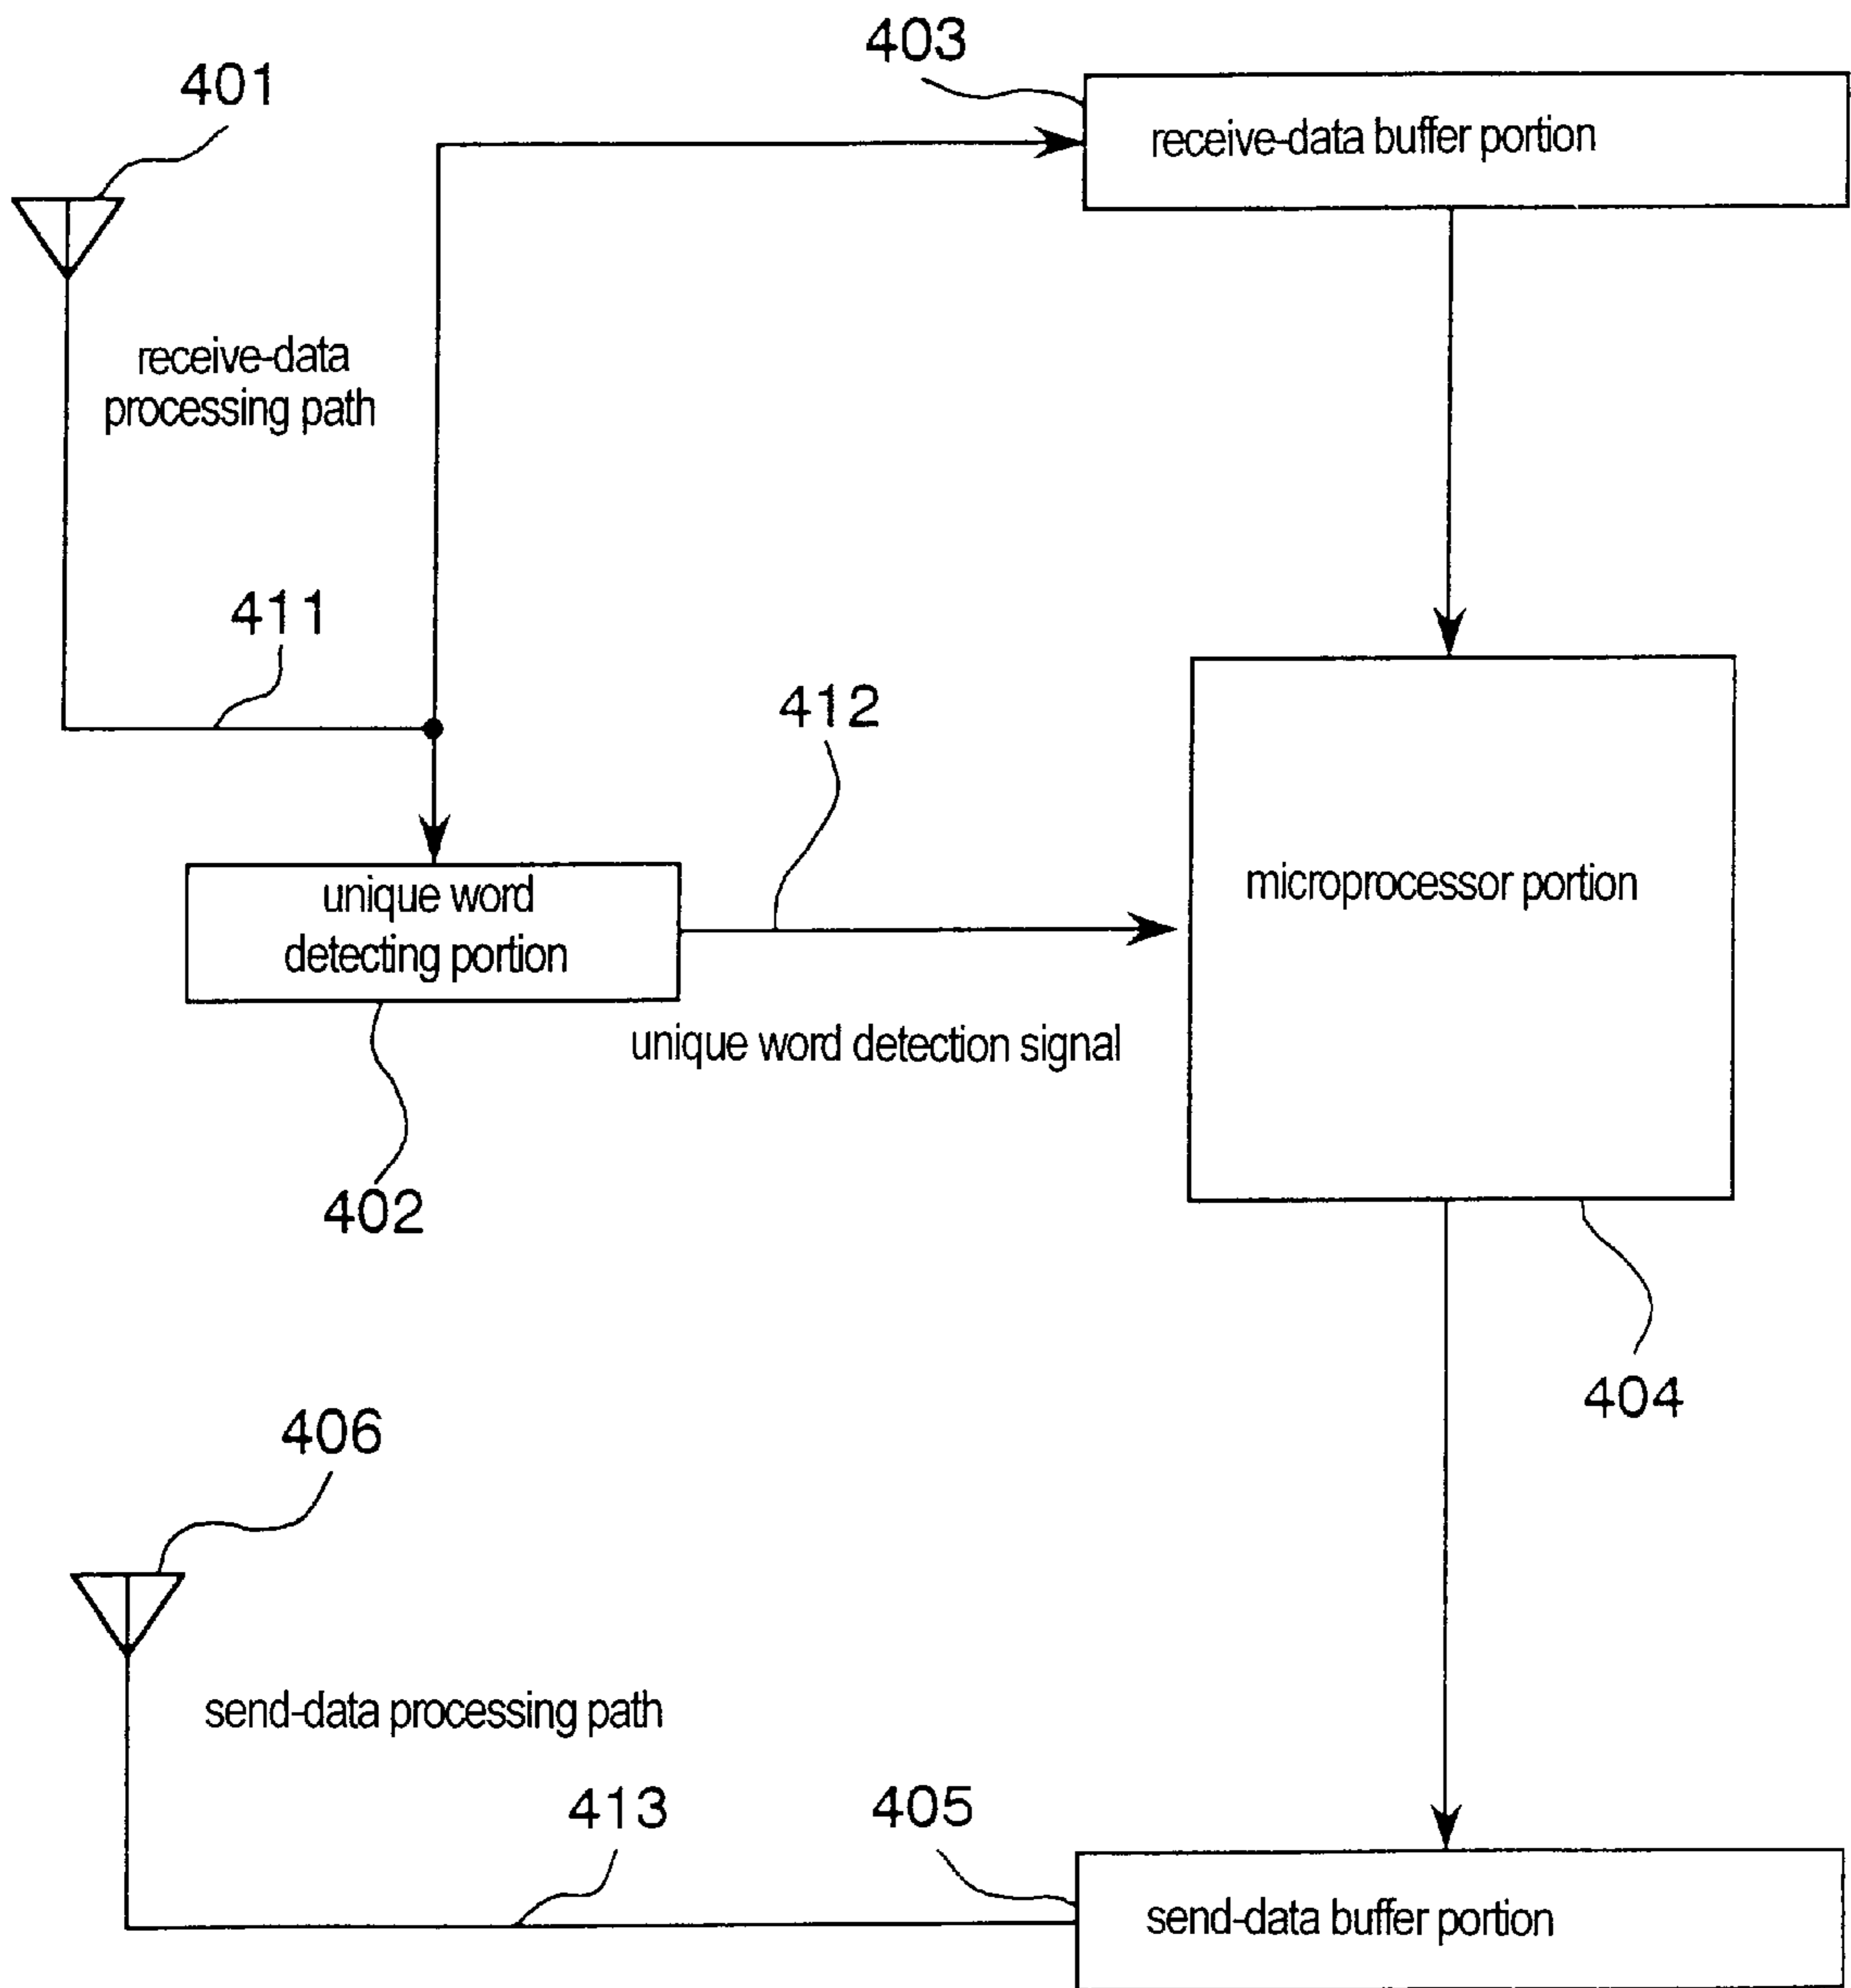 403
401
receive-data buffer portion
receive-data
processing path
411
412
unique word
detecting portion
microprocessor portion
unique word detection signal
402
404
406
send-data processing path
413
405
send-data buffer portion